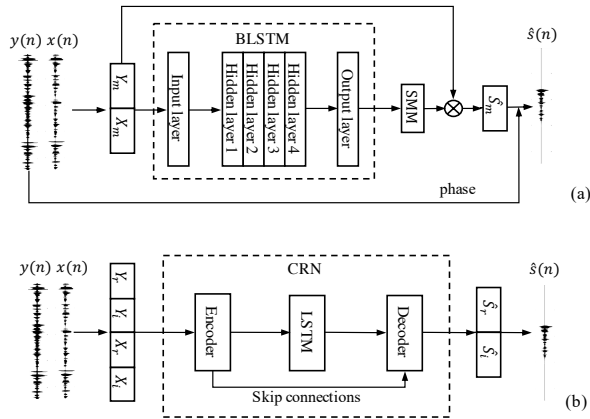 y(n) x(n)
BLSTM
ŝ(n)
Y_m
X_m
Input layer
Hidden layer 1
Hidden layer 2
Hidden layer 3
Hidden layer 4
Output layer
SMM
Ŝ_m
phase
(a)
y(n) x(n)
CRN
ŝ(n)
Y_r
Y_i
X_r
X_i
Encoder
LSTM
Decoder
Ŝ_r
Ŝ_i
Skip connections
(b)